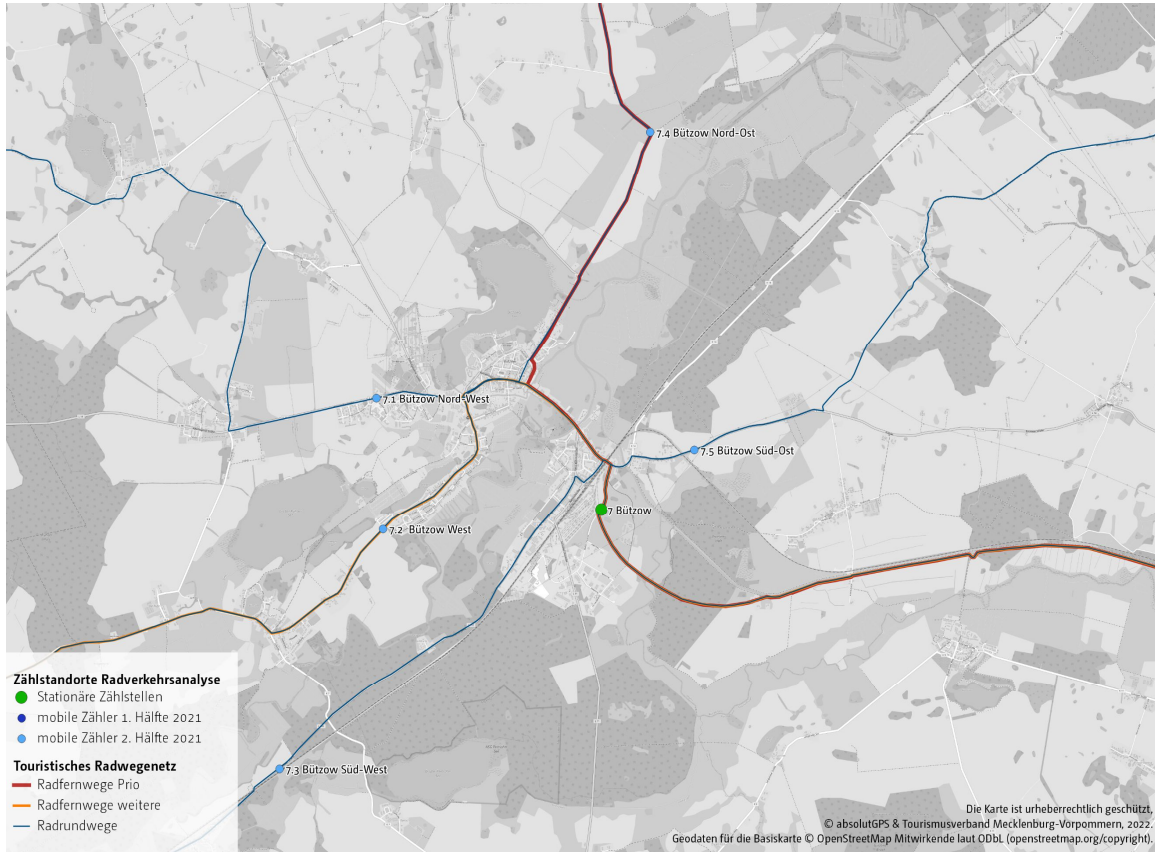 7.4 Bützow Nord-Ost
7.1 Bützow Nord-West
7.5 Bützow Süd-Ost
7 Bützow
7.2 Bützow West
7.3 Bützow Süd-West
Zählstandorte Radverkehrsanalyse
Stationäre Zählstellen
mobile Zähler 1. Hälfte 2021
mobile Zähler 2. Hälfte 2021
Touristisches Radwegenetz
Radfernwege Prio
Radfernwege weitere
Radrundwege
Die Karte ist urheberrechtlich geschützt,
© absolutGPS & Tourismusverband Mecklenburg-Vorpommern, 2022.
Geodaten für die Basiskarte © OpenStreetMap Mitwirkende laut ODbL (openstreetmap.org/copyright).